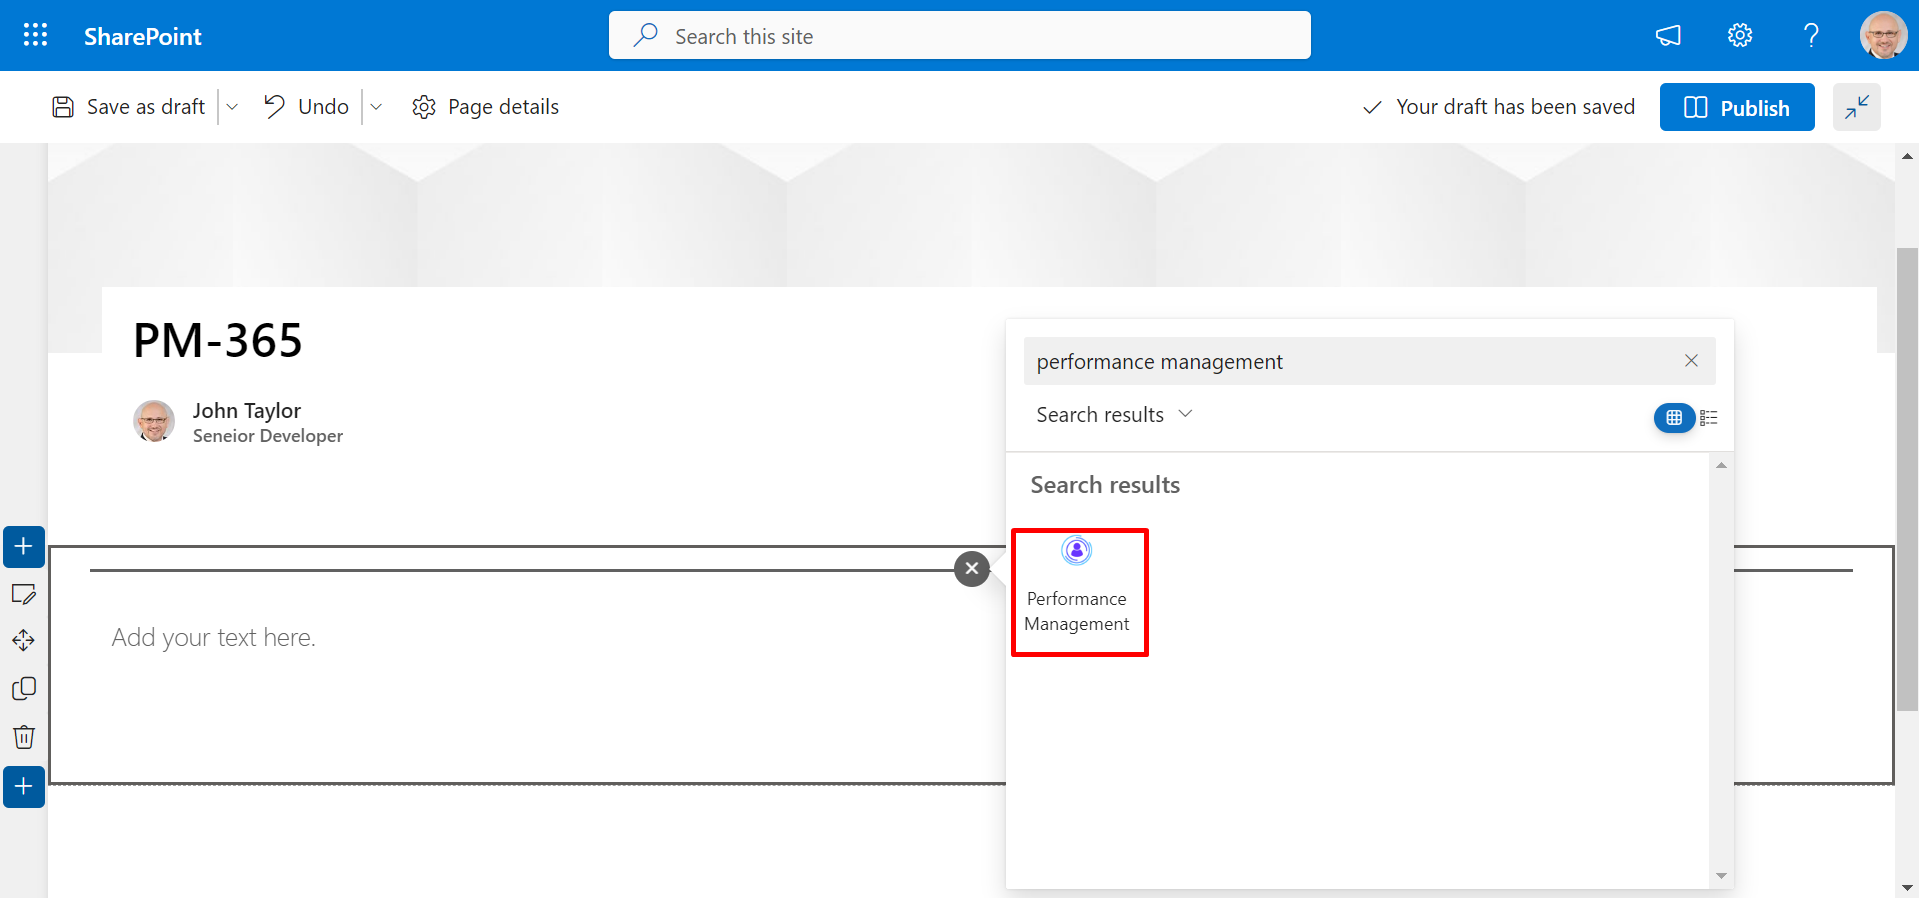 SharePoint
Search this site
Save as draft
Undo
Page details
Your draft has been saved
Publish
PM-365
John Taylor
Seneior Developer
performance management
Search results
Search results
Performance
Management
Add your text here.